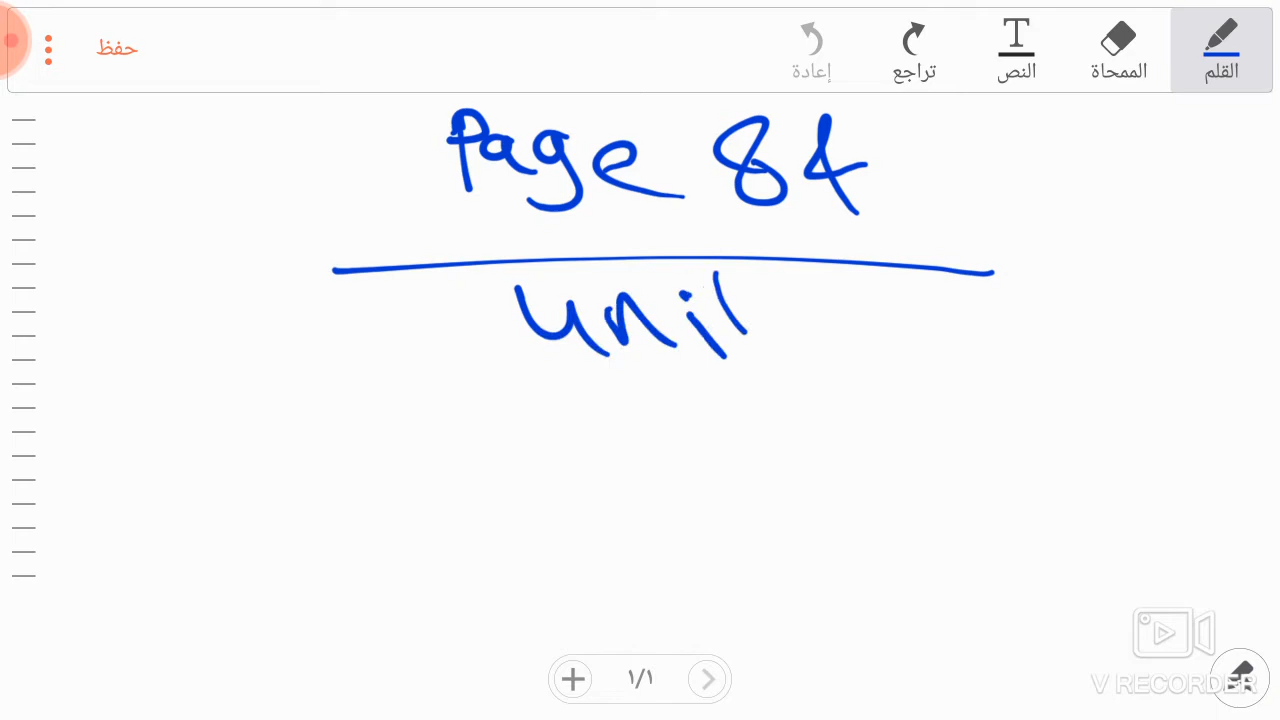 حفظ
إعادة
تراجع
النص
الممحاة
القلم
Page 84
unil
١/١
V RECORDER